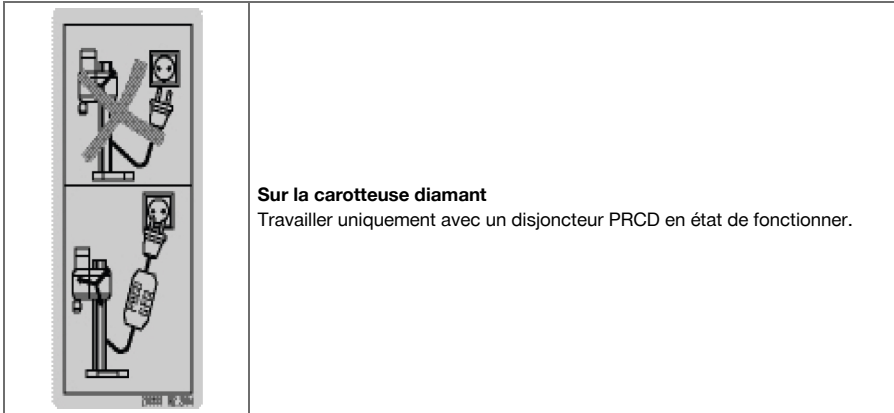 Sur la carotteuse diamant
Travailler uniquement avec un disjoncteur PRCD en état de fonctionner.